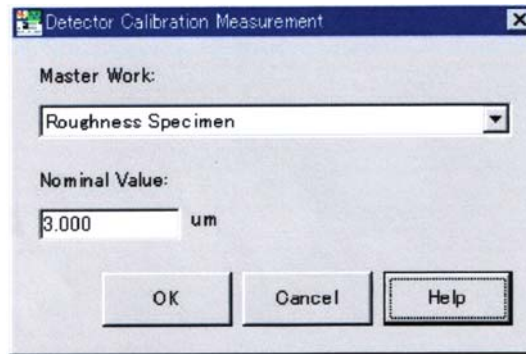 Detector Calibration Measurement
Master Work:
Roughness Specimen
Nominal Value:
3.000 um
OK Cancel Help